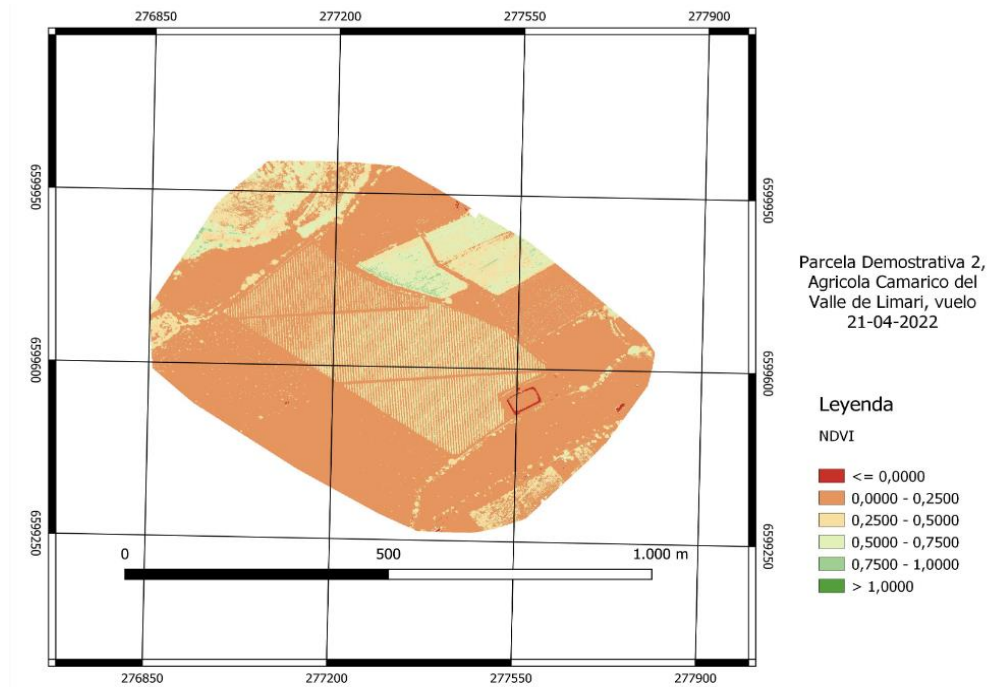 276850 277200 277550 277900
6599950 6599950
Parcela Demostrativa 2,
Agricola Camarico del
Valle de Limari, vuelo
21-04-2022
6599600 6599600
Leyenda
NDVI
<= 0,0000
0,0000 - 0,2500
0,2500 - 0,5000
0,5000 - 0,7500
0,7500 - 1,0000
> 1,0000
6599250 6599250
0 500 1.000 m
276850 277200 277550 277900